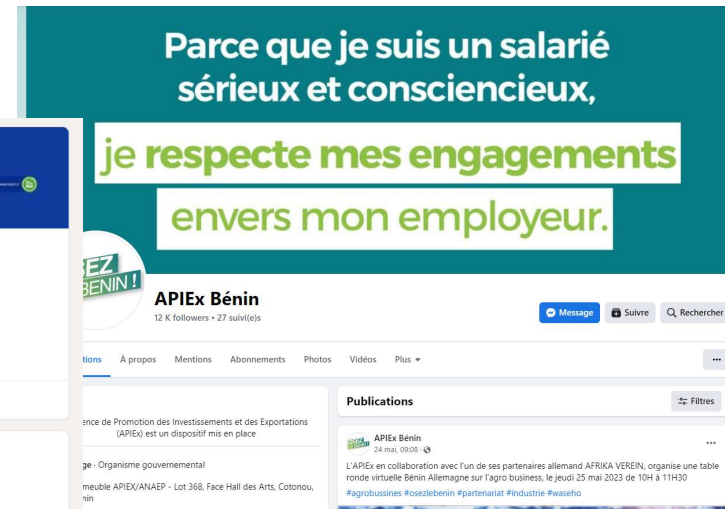 Parce que je suis un salarié
sérieux et consciencieux,
je respecte mes engagements
envers mon employeur.
EZ
BENIN !
APIEx Bénin
12 K followers • 27 suivi(e)s
Message
Suivre
Rechercher
tions À propos Mentions Abonnements Photos Vidéos Plus
...
ence de Promotion des Investissements et des Exportations
(APIEx) est un dispositif mis en place
ge · Organisme gouvernemental
meuble APIEX/ANAEP - Lot 368, Face Hall des Arts, Cotonou,
nin
Publications
Filtres
APIEx Bénin
24 mai, 09:08 ·
...
L'APIEx en collaboration avec l'un de ses partenaires allemand AFRIKA VEREIN, organise une table
ronde virtuelle Bénin Allemagne sur l'agro business, le jeudi 25 mai 2023 de 10H à 11H30
#agrobussines #osezlebenin #partenariat #industrie #waseho